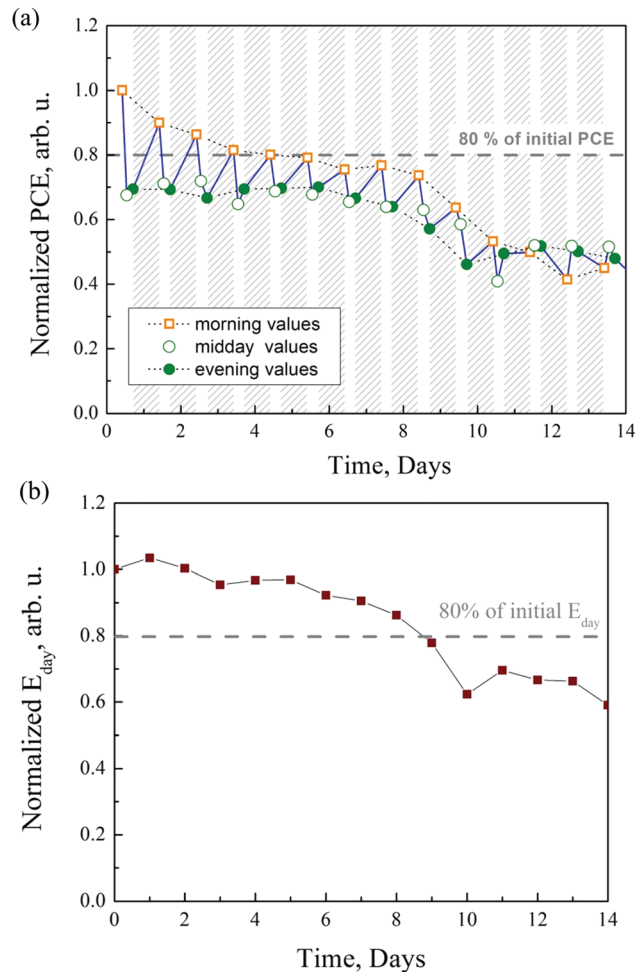 (a)
1.2
1.0
0.8
0.6
0.4
0.2
0.0
Normalized PCE, arb. u.
80 % of initial PCE
morning values
midday values
evening values
0 2 4 6 8 10 12 14
Time, Days
(b)
1.2
1.0
0.8
0.6
0.4
0.2
0.0
Normalized Eday, arb. u.
80% of initial Eday
0 2 4 6 8 10 12 14
Time, Days